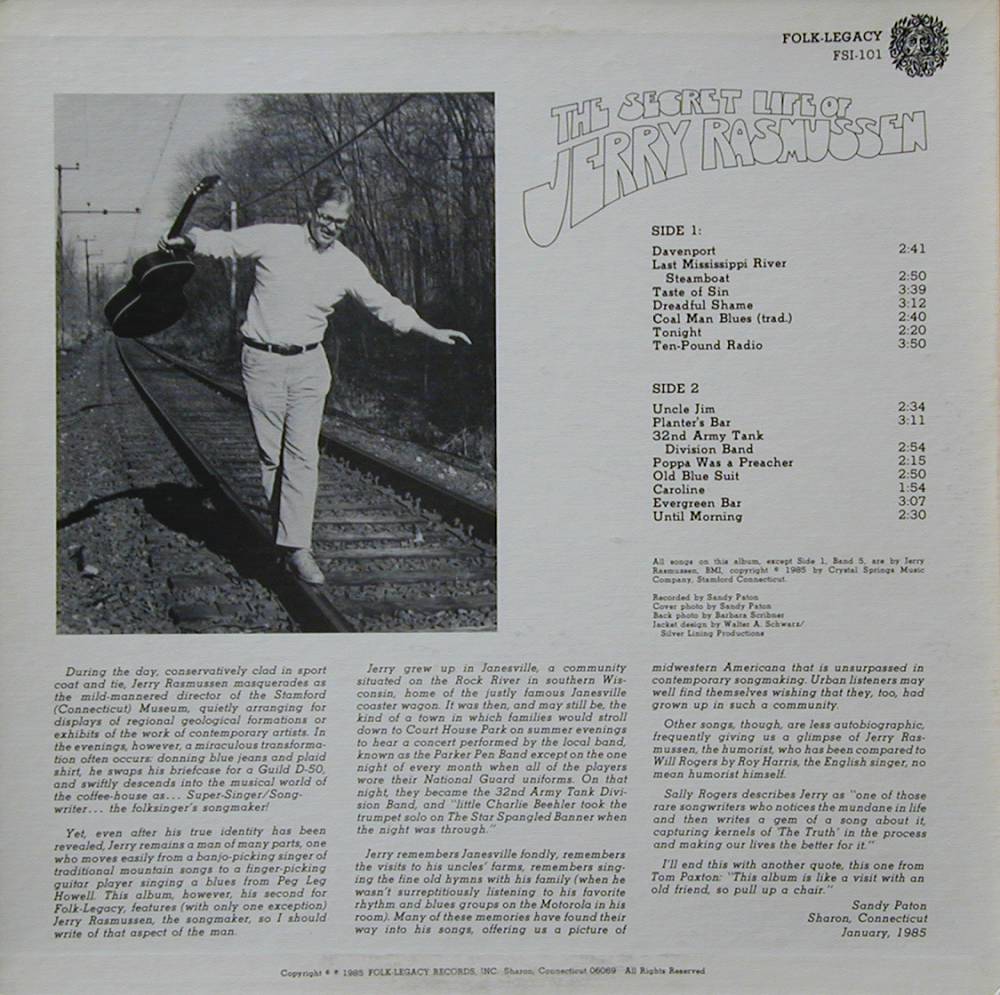 FOLK-LEGACY
FSI-101
THE SECRET LIFE OF
JERRY RASMUSSEN
SIDE 1:
Davenport 2:41
Last Mississippi River
Steamboat 2:50
Taste of Sin 3:39
Dreadful Shame 3:12
Coal Man Blues (trad.) 2:40
Tonight 2:20
Ten-Pound Radio 3:50
SIDE 2
Uncle Jim 2:34
Planter's Bar 3:11
32nd Army Tank
Division Band 2:54
Poppa Was a Preacher 2:15
Old Blue Suit 2:50
Caroline 1:54
Evergreen Bar 3:07
Until Morning 2:30
All songs on this album, except Side 1, Band 5, are by Jerry
Rasmussen, BMI, copyright © 1985 by Crystal Springs Music
Company, Stamford Connecticut.
Recorded by Sandy Paton
Cover photo by Sandy Paton
Back photo by Barbara Scribner
Jacket design by Walter A. Schwarz/
Silver Lining Productions
During the day, conservatively clad in sport
coat and tie, Jerry Rasmussen masquerades as
the mild-mannered director of the Stamford
(Connecticut) Museum, quietly arranging for
displays of regional geological formations or
exhibits of the work of contemporary artists. In
the evenings, however, a miraculous transforma-
tion often occurs: donning blue jeans and plaid
shirt, he swaps his briefcase for a Guild D-50,
and swiftly descends into the musical world of
the coffee-house as... Super-Singer/Song-
writer... the folksinger's songmaker!
Yet, even after his true identity has been
revealed, Jerry remains a man of many parts, one
who moves easily from a banjo-picking singer of
traditional mountain songs to a finger-picking
guitar player singing a blues from Peg Leg
Howell. This album, however, his second for
Folk-Legacy, features (with only one exception)
Jerry Rasmussen, the songmaker, so I should
write of that aspect of the man.
Jerry grew up in Janesville, a community
situated on the Rock River in southern Wis-
consin, home of the justly famous Janesville
coaster wagon. It was then, and may still be, the
kind of a town in which families would stroll
down to Court House Park on summer evenings
to hear a concert performed by the local band,
known as the Parker Pen Band except on the one
night of every month when all of the players
wore their National Guard uniforms. On that
night, they became the 32nd Army Tank Divi-
sion Band, and "little Charlie Beehler took the
trumpet solo on The Star Spangled Banner when
the night was through."
Jerry remembers Janesville fondly, remembers
the visits to his uncles' farms, remembers sing-
ing the fine old hymns with his family (when he
wasn't surreptitiously listening to his favorite
rhythm and blues groups on the Motorola in his
room). Many of these memories have found their
way into his songs, offering us a picture of
midwestern Americana that is unsurpassed in
contemporary songmaking. Urban listeners may
well find themselves wishing that they, too, had
grown up in such a community.
Other songs, though, are less autobiographic,
frequently giving us a glimpse of Jerry Ras-
mussen, the humorist, who has been compared to
Will Rogers by Roy Harris, the English singer, no
mean humorist himself.
Sally Rogers describes Jerry as "one of those
rare songwriters who notices the mundane in life
and then writes a gem of a song about it,
capturing kernels of 'The Truth' in the process
and making our lives the better for it."
I'll end this with another quote, this one from
Tom Paxton: "This album is like a visit with an
old friend, so pull up a chair."
Sandy Paton
Sharon, Connecticut
January, 1985
Copyright ℗ © 1985 FOLK-LEGACY RECORDS, INC. Sharon, Connecticut 06069 All Rights Reserved